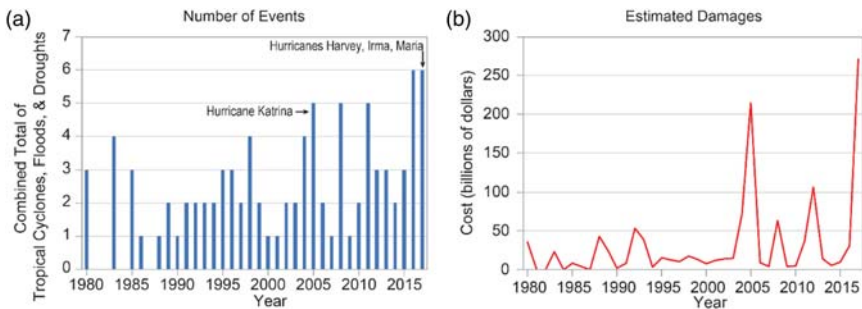 (a)
Number of Events
Combined Total of
Tropical Cyclones, Floods, & Droughts
7
6
5
4
3
2
1
0
Hurricanes Harvey, Irma, Maria
Hurricane Katrina
1980 1985 1990 1995 2000 2005 2010 2015
Year
(b)
Estimated Damages
Cost (billions of dollars)
300
250
200
150
100
50
0
1980 1985 1990 1995 2000 2005 2010 2015
Year